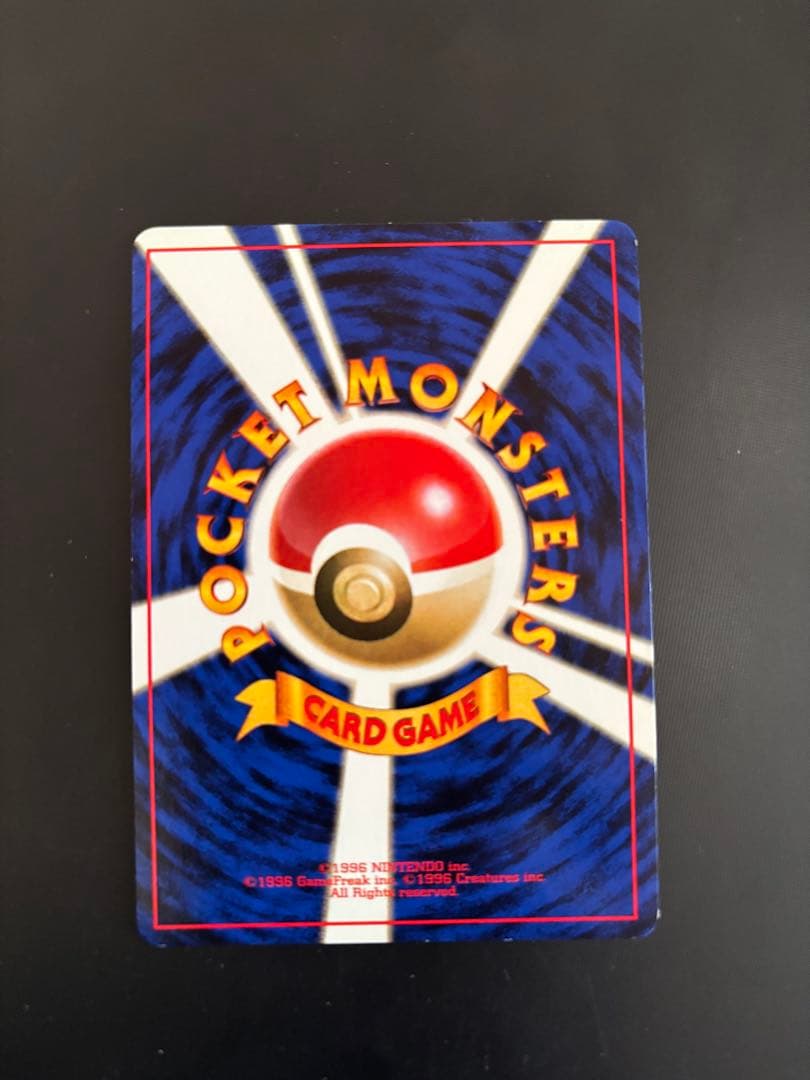 POCKET MONSTERS
CARD GAME
©1996 NINTENDO inc.
©1996 GameFreak inc. ©1996 Creatures inc.
All Rights reserved.